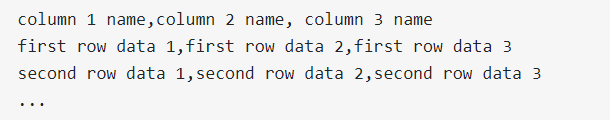 column 1 name,column 2 name, column 3 name
first row data 1,first row data 2,first row data 3
second row data 1,second row data 2,second row data 3
...